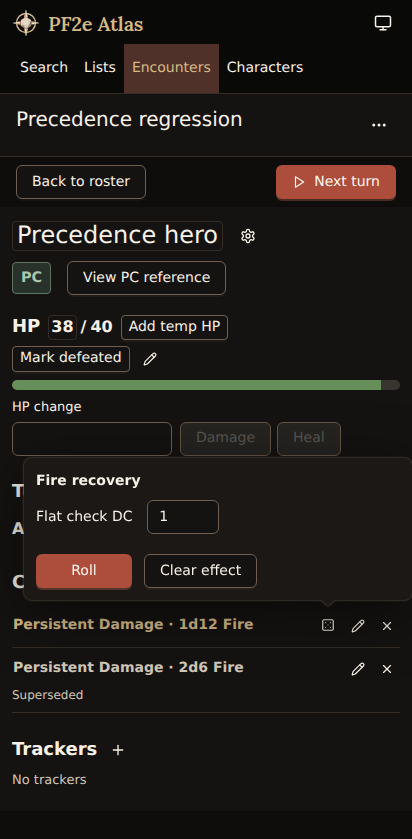 PF2e Atlas
Search Lists Encounters Characters
Precedence regression
...
Back to roster
Next turn
Precedence hero
PC
View PC reference
HP 38 / 40 Add temp HP
Mark defeated
HP change
Damage
Heal
T
Fire recovery
Flat check DC 1
A
Roll
Clear effect
C
Persistent Damage · 1d12 Fire
Persistent Damage · 2d6 Fire
Superseded
Trackers +
No trackers